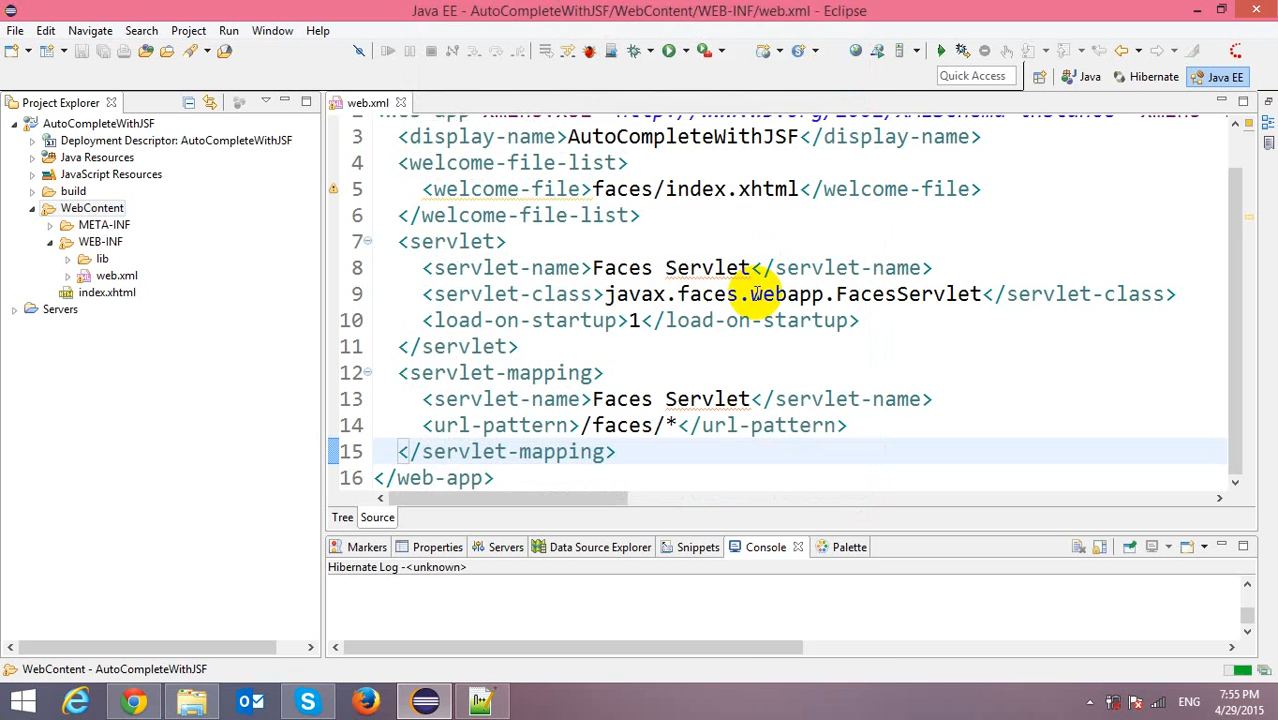 Java EE - AutoCompleteWithJSF/WebContent/WEB-INF/web.xml - Eclipse
File Edit Navigate Search Project Run Window Help
Quick Access Java Hibernate Java EE
Project Explorer
AutoCompleteWithJSF
Deployment Descriptor: AutoCompleteWithJSF
Java Resources
JavaScript Resources
build
WebContent
META-INF
WEB-INF
lib
web.xml
index.xhtml
Servers
web.xml
3 <display-name>AutoCompleteWithJSF</display-name>
4 <welcome-file-list>
5 <welcome-file>faces/index.xhtml</welcome-file>
6 </welcome-file-list>
7 <servlet>
8 <servlet-name>Faces Servlet</servlet-name>
9 <servlet-class>javax.faces.webapp.FacesServlet</servlet-class>
10 <load-on-startup>1</load-on-startup>
11 </servlet>
12 <servlet-mapping>
13 <servlet-name>Faces Servlet</servlet-name>
14 <url-pattern>/faces/*</url-pattern>
15 </servlet-mapping>
16 </web-app>
Tree Source
Markers Properties Servers Data Source Explorer Snippets Console Palette
Hibernate Log -<unknown>
WebContent - AutoCompleteWithJSF
ENG
7:55 PM
4/29/2015